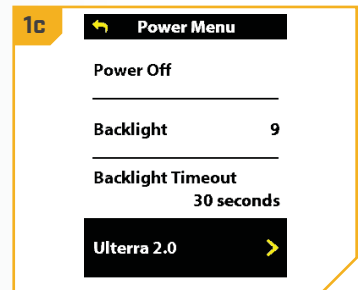 1c
Power Menu
Power Off
Backlight 9
Backlight Timeout
30 seconds
Ulterra 2.0